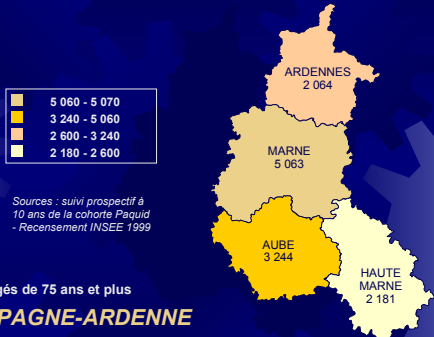 ARDENNES
2 064
5 060 - 5 070
3 240 - 5 060
2 600 - 3 240
2 180 - 2 600
MARNE
5 063
Sources : suivi prospectif à
10 ans de la cohorte Paquid
- Recensement INSEE 1999
AUBE
3 244
HAUTE
MARNE
2 181
gés de 75 ans et plus
PAGNE-ARDENNE